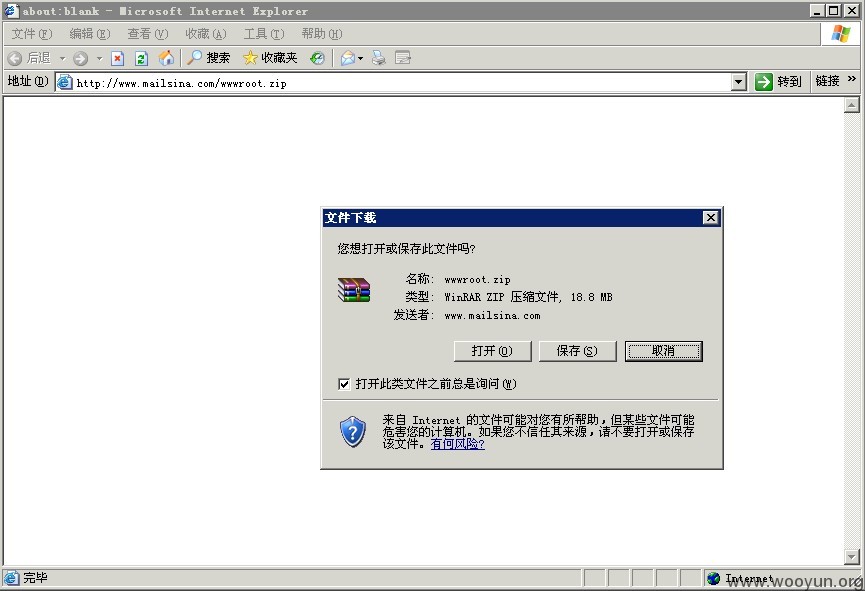 about:blank - Microsoft Internet Explorer
文件(F) 编辑(E) 查看(V) 收藏(A) 工具(T) 帮助(H)
后退 搜索 收藏夹
地址(D) http://www.mailsina.com/wwwroot.zip 转到 链接 »
文件下载
您想打开或保存此文件吗?
名称: wwwroot.zip
类型: WinRAR ZIP 压缩文件, 18.8 MB
发送者: www.mailsina.com
打开(O) 保存(S) 取消
打开此类文件之前总是询问(W)
来自 Internet 的文件可能对您有所帮助，但某些文件可能
危害您的计算机。如果您不信任其来源，请不要打开或保存
该文件。有何风险?
完毕 Internet
www.wooyun.org